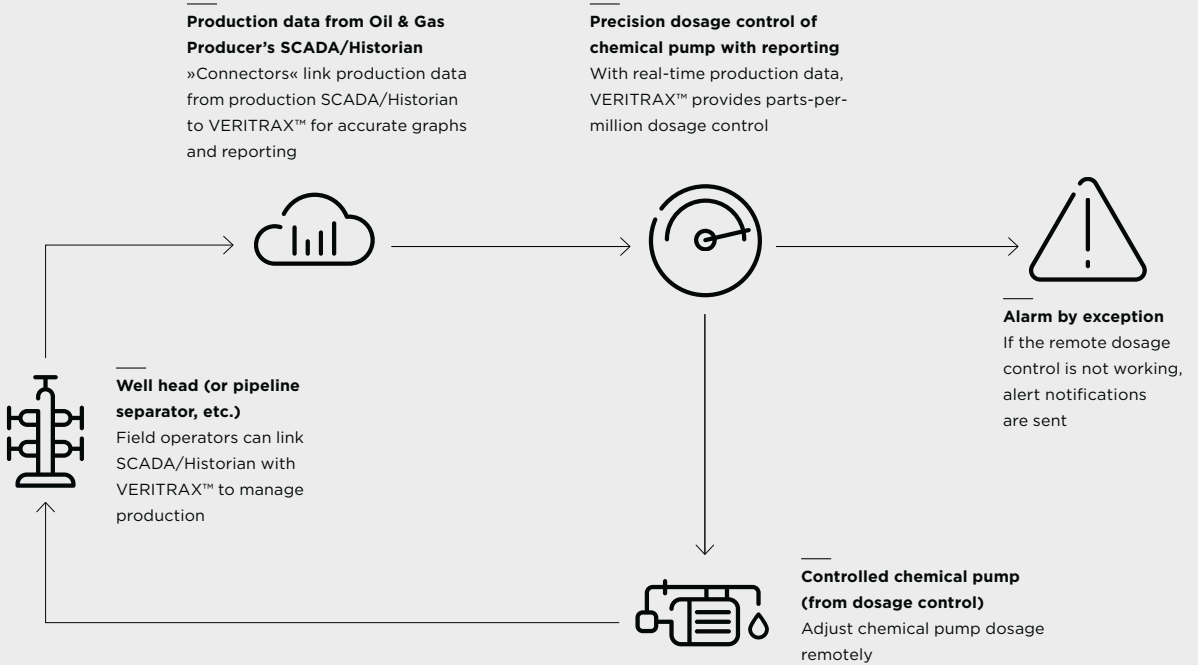 Production data from Oil & Gas
Producer’s SCADA/Historian
»Connectors« link production data
from production SCADA/Historian
to VERITRAX™ for accurate graphs
and reporting
Precision dosage control of
chemical pump with reporting
With real-time production data,
VERITRAX™ provides parts-per-
million dosage control
Alarm by exception
If the remote dosage
control is not working,
alert notifications
are sent
Well head (or pipeline
separator, etc.)
Field operators can link
SCADA/Historian with
VERITRAX™ to manage
production
Controlled chemical pump
(from dosage control)
Adjust chemical pump dosage
remotely